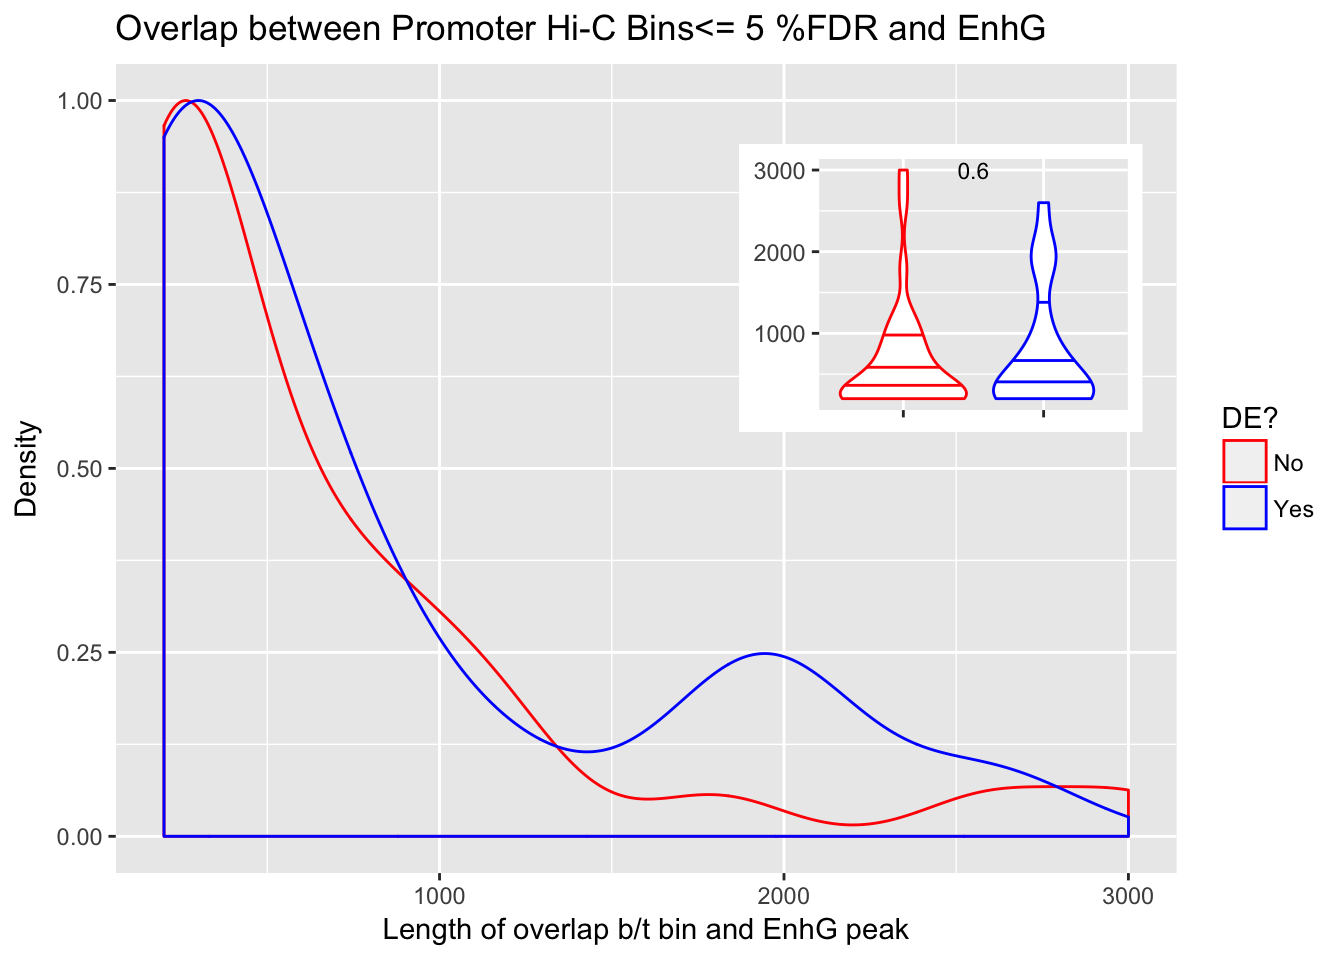 Overlap between Promoter Hi-C Bins<= 5 %FDR and EnhG
1.00
0.75
0.50
0.25
0.00
Density
3000
2000
1000
0.6
DE?
No
Yes
1000 2000 3000
Length of overlap b/t bin and EnhG peak